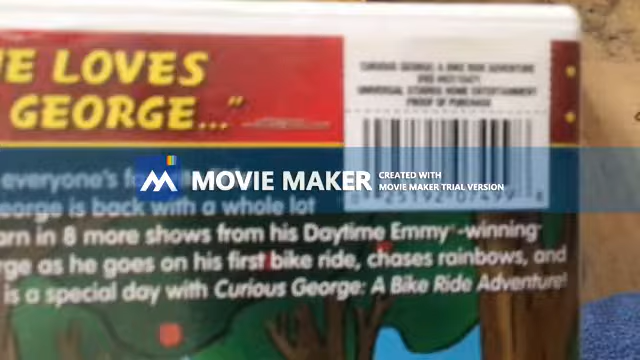 E LOVES
GEORGE..."
CURIOUS GEORGE: A BIKE RIDE ADVENTURE
UNIVERSAL STUDIOS HOME ENTERTAINMENT
PROOF OF PURCHASE
everyone's
MOVIE MAKER
CREATED WITH
MOVIE MAKER TRIAL VERSION
eorge is back with a whole lot
arn in 8 more shows from his Daytime Emmy®-winning
rge as he goes on his first bike ride, chases rainbows, and
is a special day with Curious George: A Bike Ride Adventure!